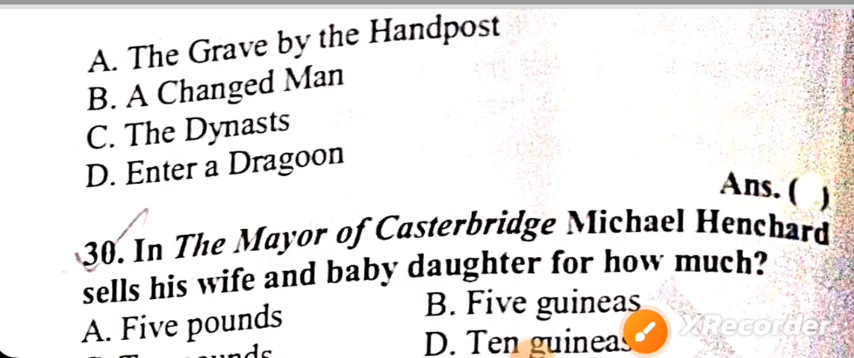 A. The Grave by the Handpost
B. A Changed Man
C. The Dynasts
D. Enter a Dragoon
Ans. ( )
30. In The Mayor of Casterbridge Michael Henchard
sells his wife and baby daughter for how much?
A. Five pounds
B. Five guineas
D. Ten guineas
XRecorder